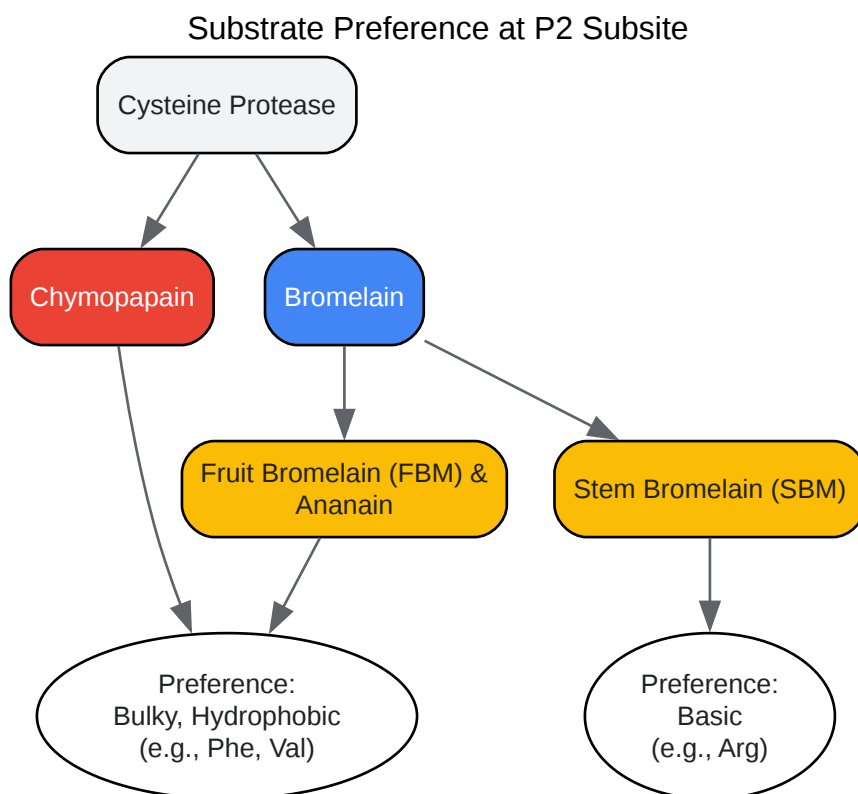 Substrate Preference at P2 Subsite
Cysteine Protease
Chymopapain
Bromelain
Fruit Bromelain (FBM) &
Ananain
Stem Bromelain (SBM)
Preference:
Bulky, Hydrophobic
(e.g., Phe, Val)
Preference:
Basic
(e.g., Arg)